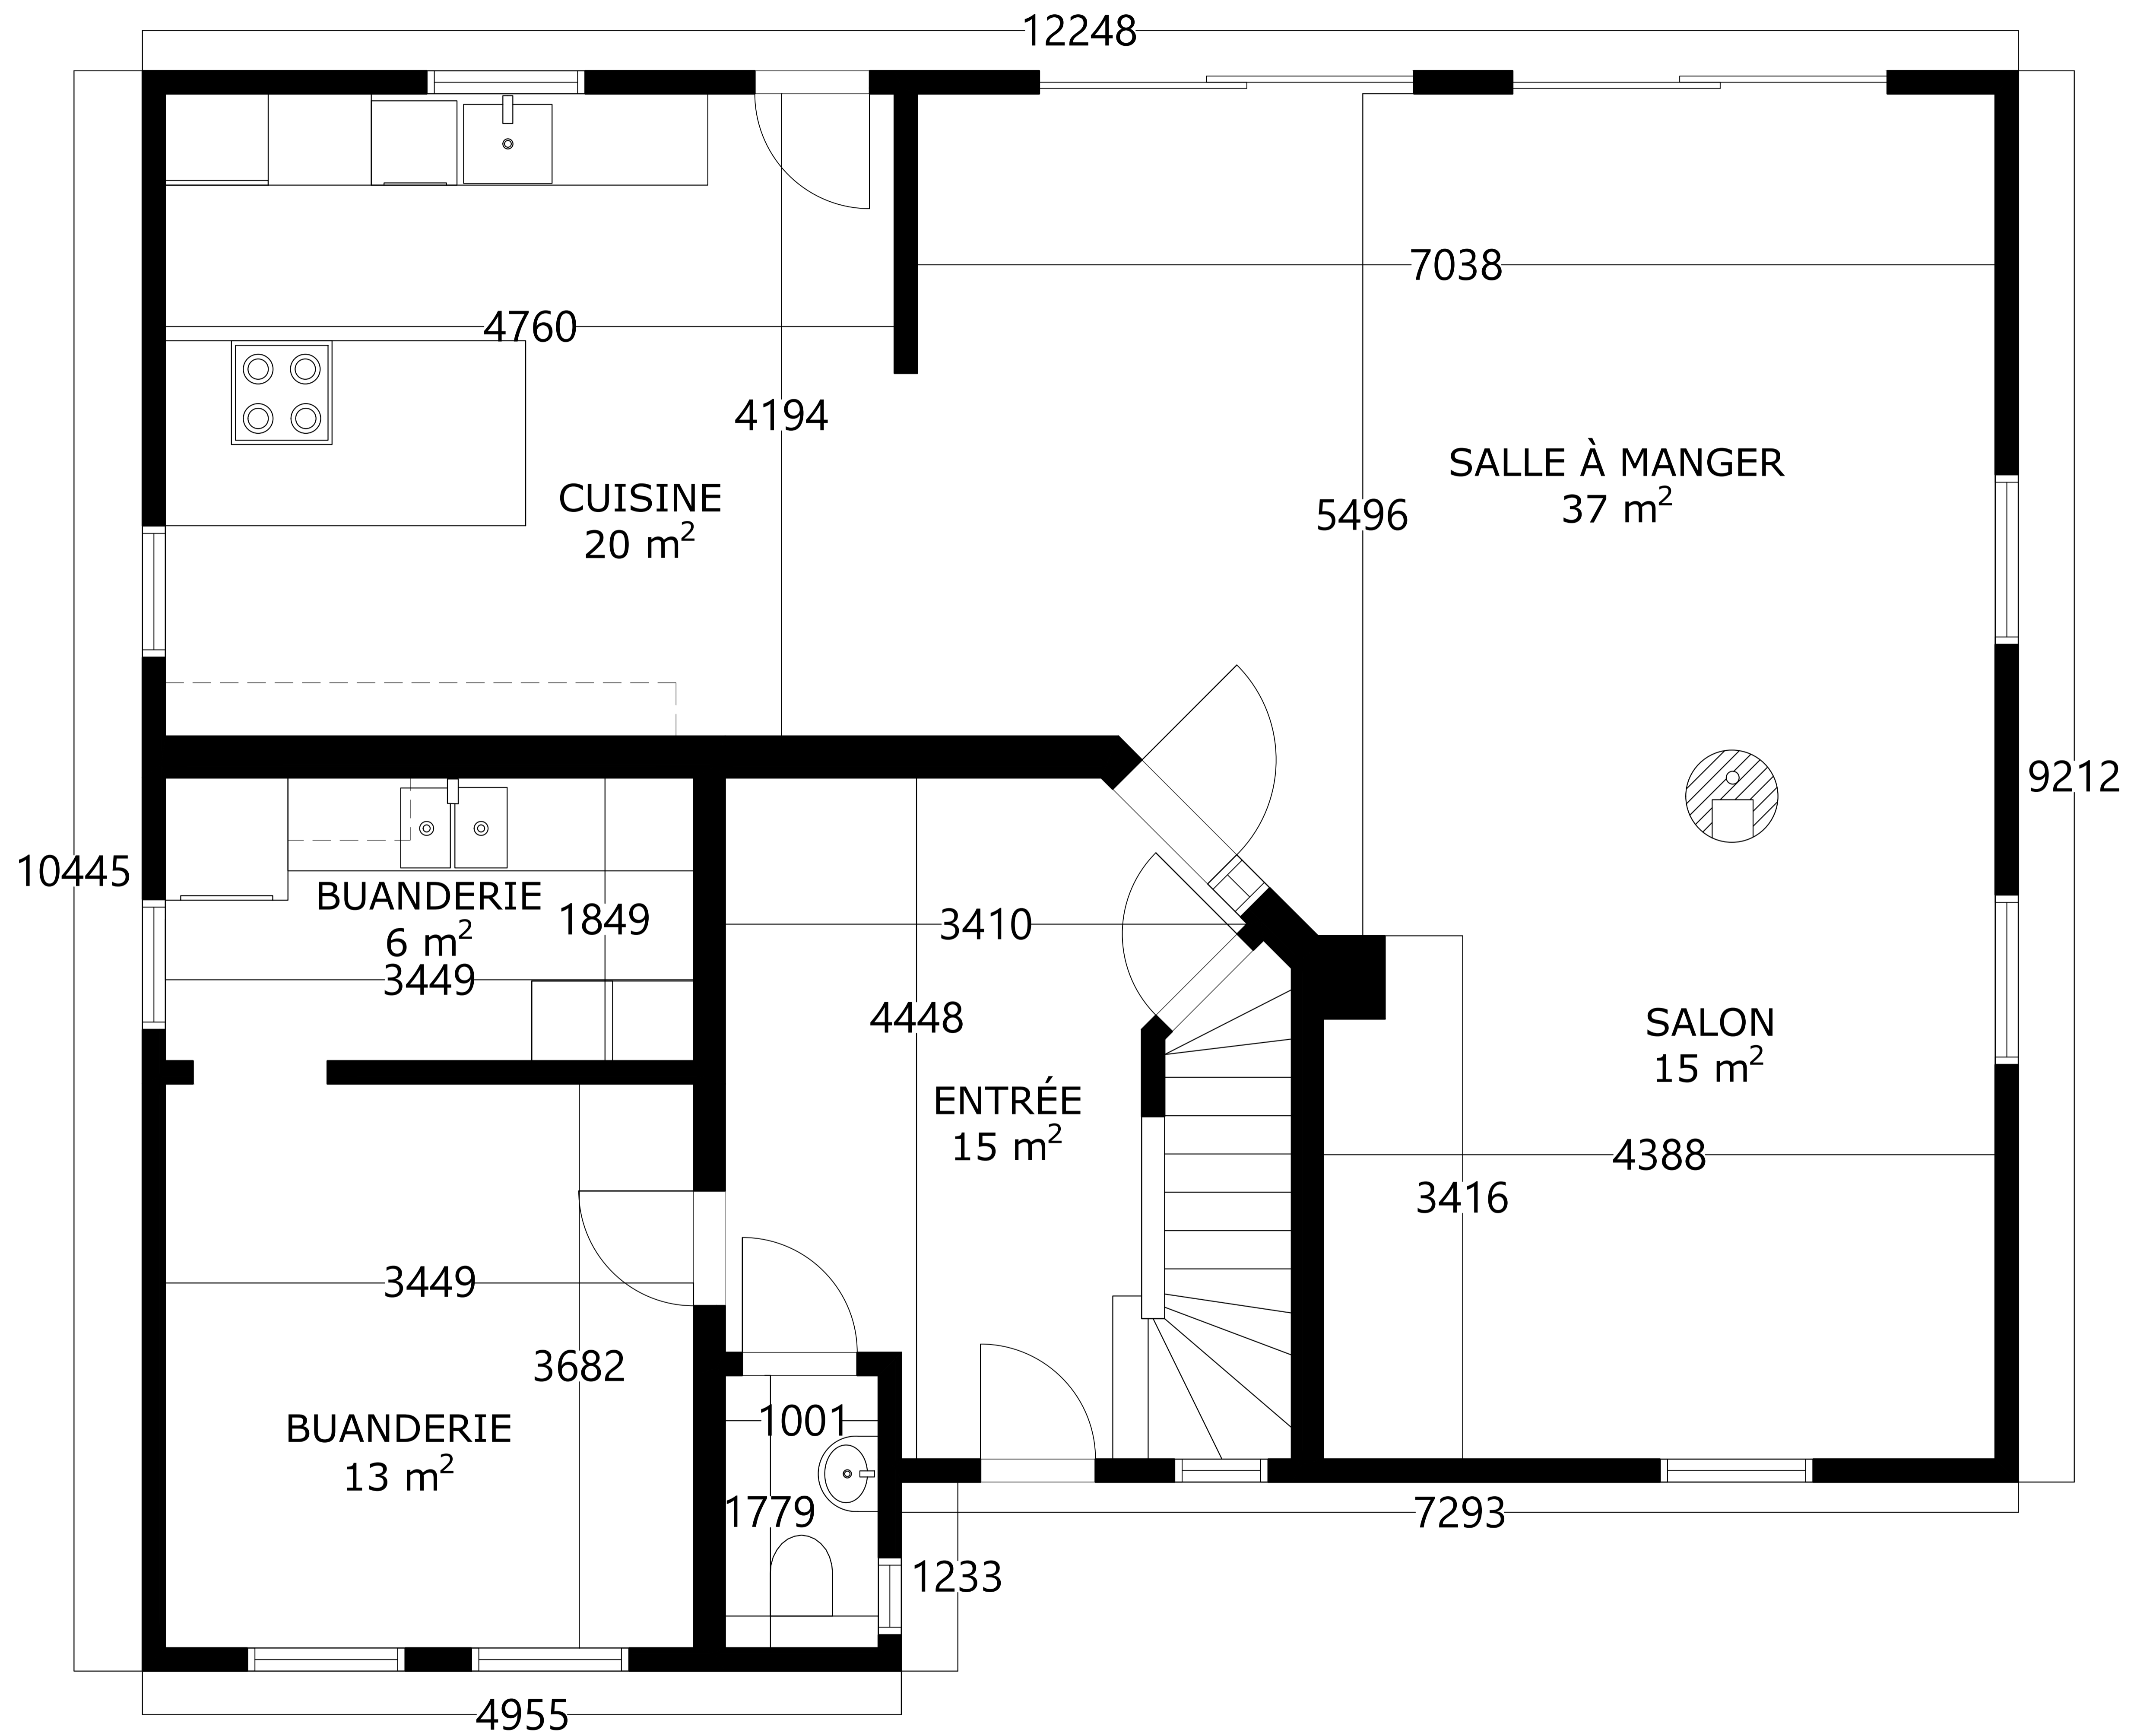 12248
7038
4760
4194
SALLE À MANGER
37 m²
CUISINE
20 m²
5496
9212
10445
BUANDERIE
6 m²
1849
3449
3410
4448
SALON
15 m²
ENTRÉE
15 m²
4388
3416
3449
3682
1001
BUANDERIE
13 m²
1779
7293
1233
4955